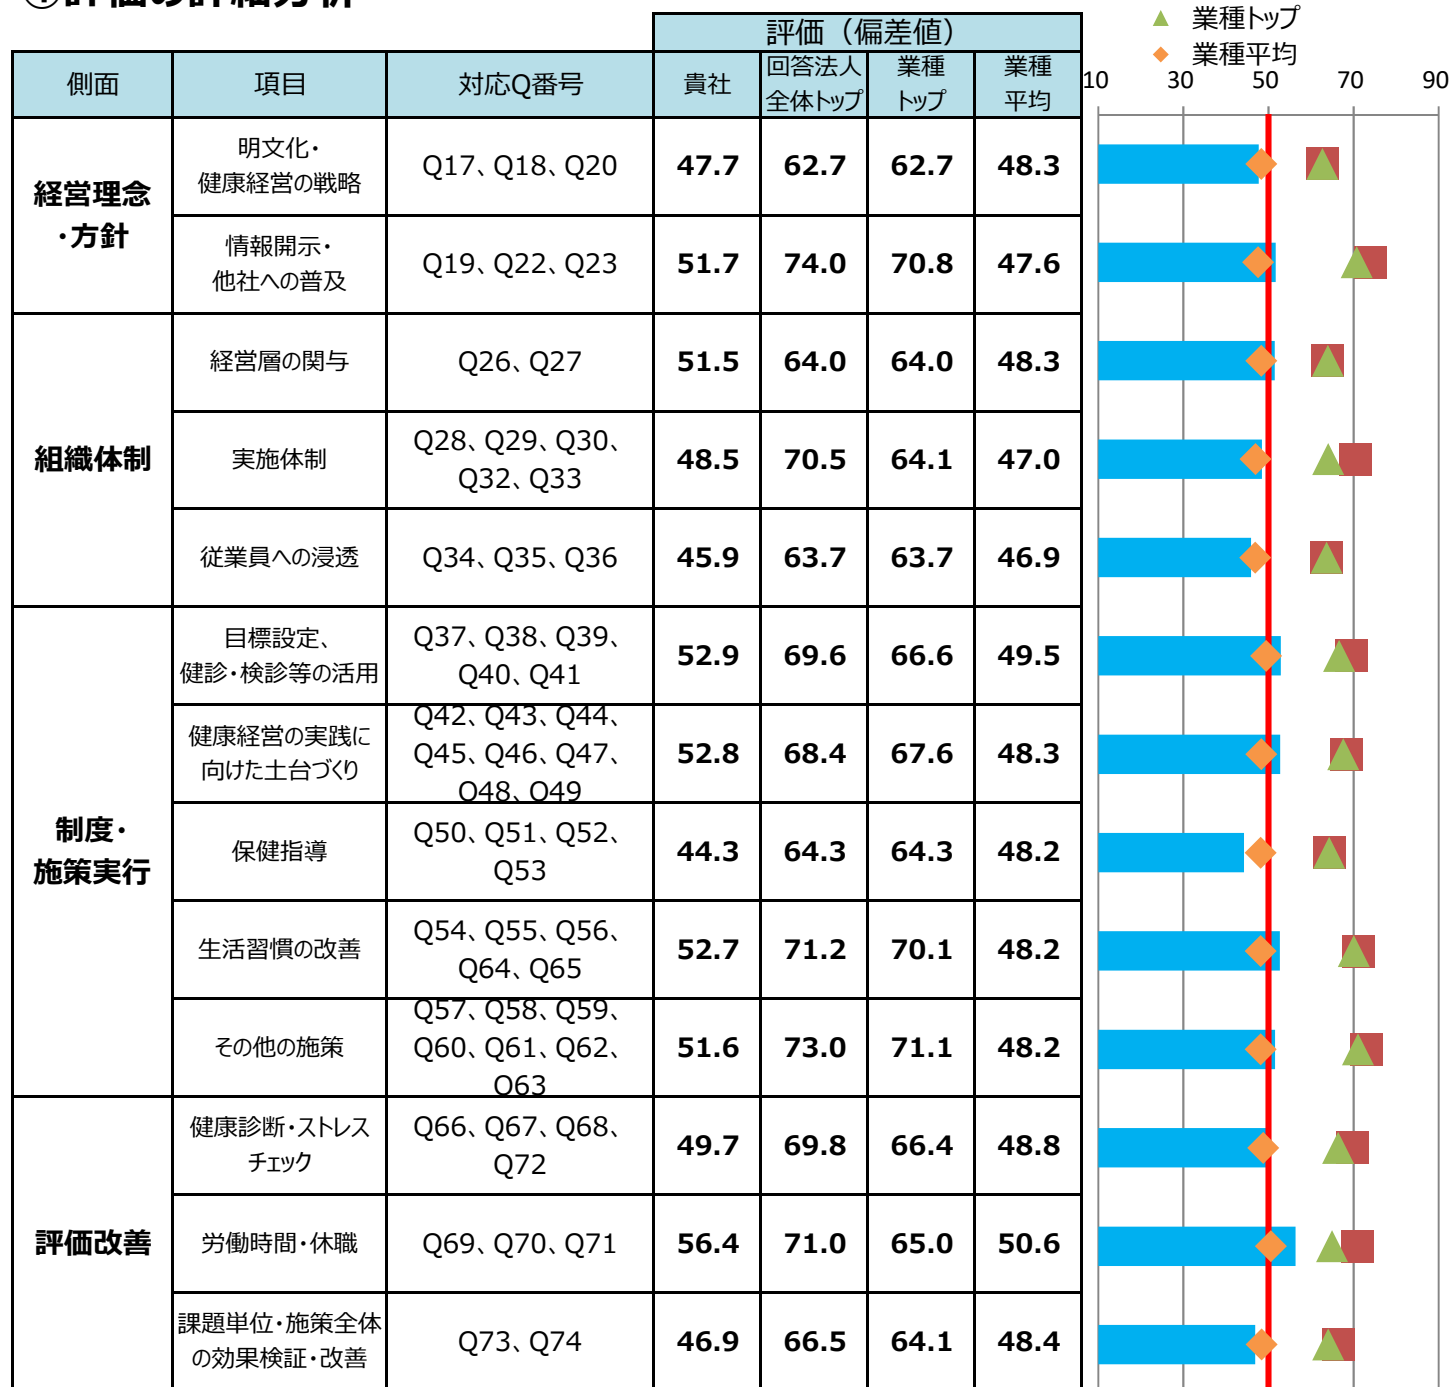 ①評価の詳細分析
▲ 業種トップ
◆ 業種平均
評価（偏差値）
側面 項目 対応Q番号 貴社 回答法人 業種 業種
全体トップ トップ 平均
10 30 50 70 90
経営理念
・方針
明文化・
健康経営の戦略
Q17、Q18、Q20 47.7 62.7 62.7 48.3
情報開示・
他社への普及
Q19、Q22、Q23 51.7 74.0 70.8 47.6
組織体制
経営層の関与 Q26、Q27 51.5 64.0 64.0 48.3
実施体制
Q28、Q29、Q30、
Q32、Q33
48.5 70.5 64.1 47.0
従業員への浸透 Q34、Q35、Q36 45.9 63.7 63.7 46.9
制度・
施策実行
目標設定、
健診・検診等の活用
Q37、Q38、Q39、
Q40、Q41
52.9 69.6 66.6 49.5
健康経営の実践に
向けた土台づくり
Q42、Q43、Q44、
Q45、Q46、Q47、
Q48、Q49
52.8 68.4 67.6 48.3
保健指導
Q50、Q51、Q52、
Q53
44.3 64.3 64.3 48.2
生活習慣の改善
Q54、Q55、Q56、
Q64、Q65
52.7 71.2 70.1 48.2
その他の施策
Q57、Q58、Q59、
Q60、Q61、Q62、
Q63
51.6 73.0 71.1 48.2
評価改善
健康診断・ストレス
チェック
Q66、Q67、Q68、
Q72
49.7 69.8 66.4 48.8
労働時間・休職 Q69、Q70、Q71 56.4 71.0 65.0 50.6
課題単位・施策全体
の効果検証・改善
Q73、Q74 46.9 66.5 64.1 48.4